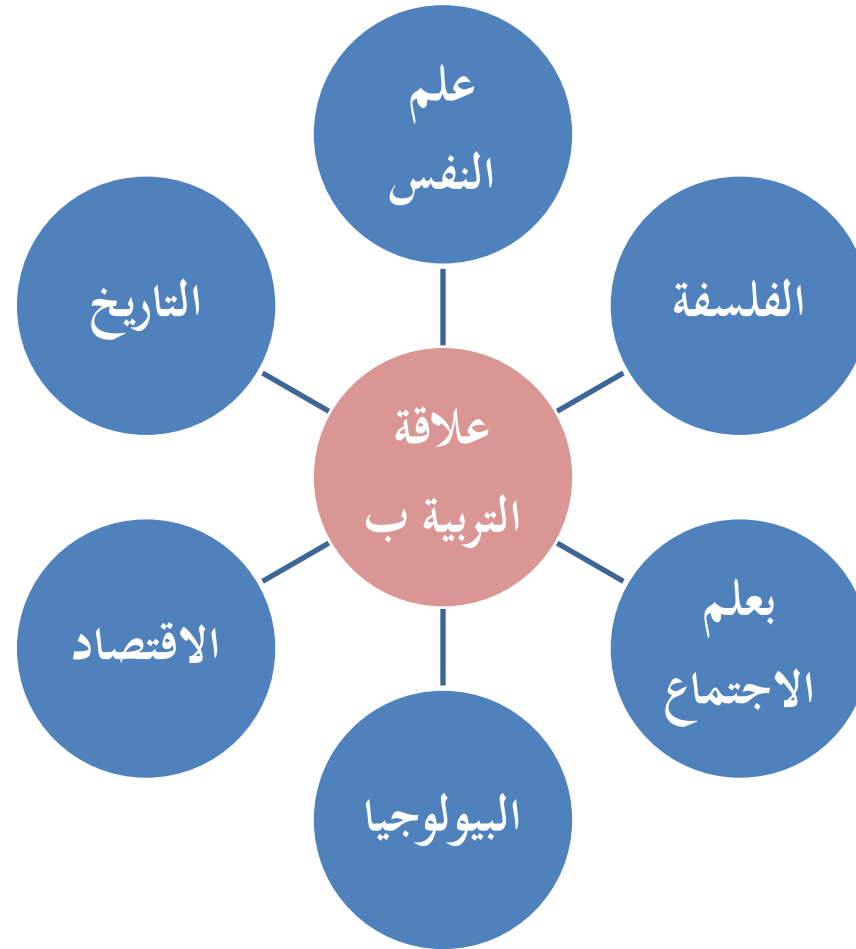 علم
النفس
الفلسفة
التاريخ
علاقة
التربية ب
بعلم
الاجتماع
الاقتصاد
البيولوجيا